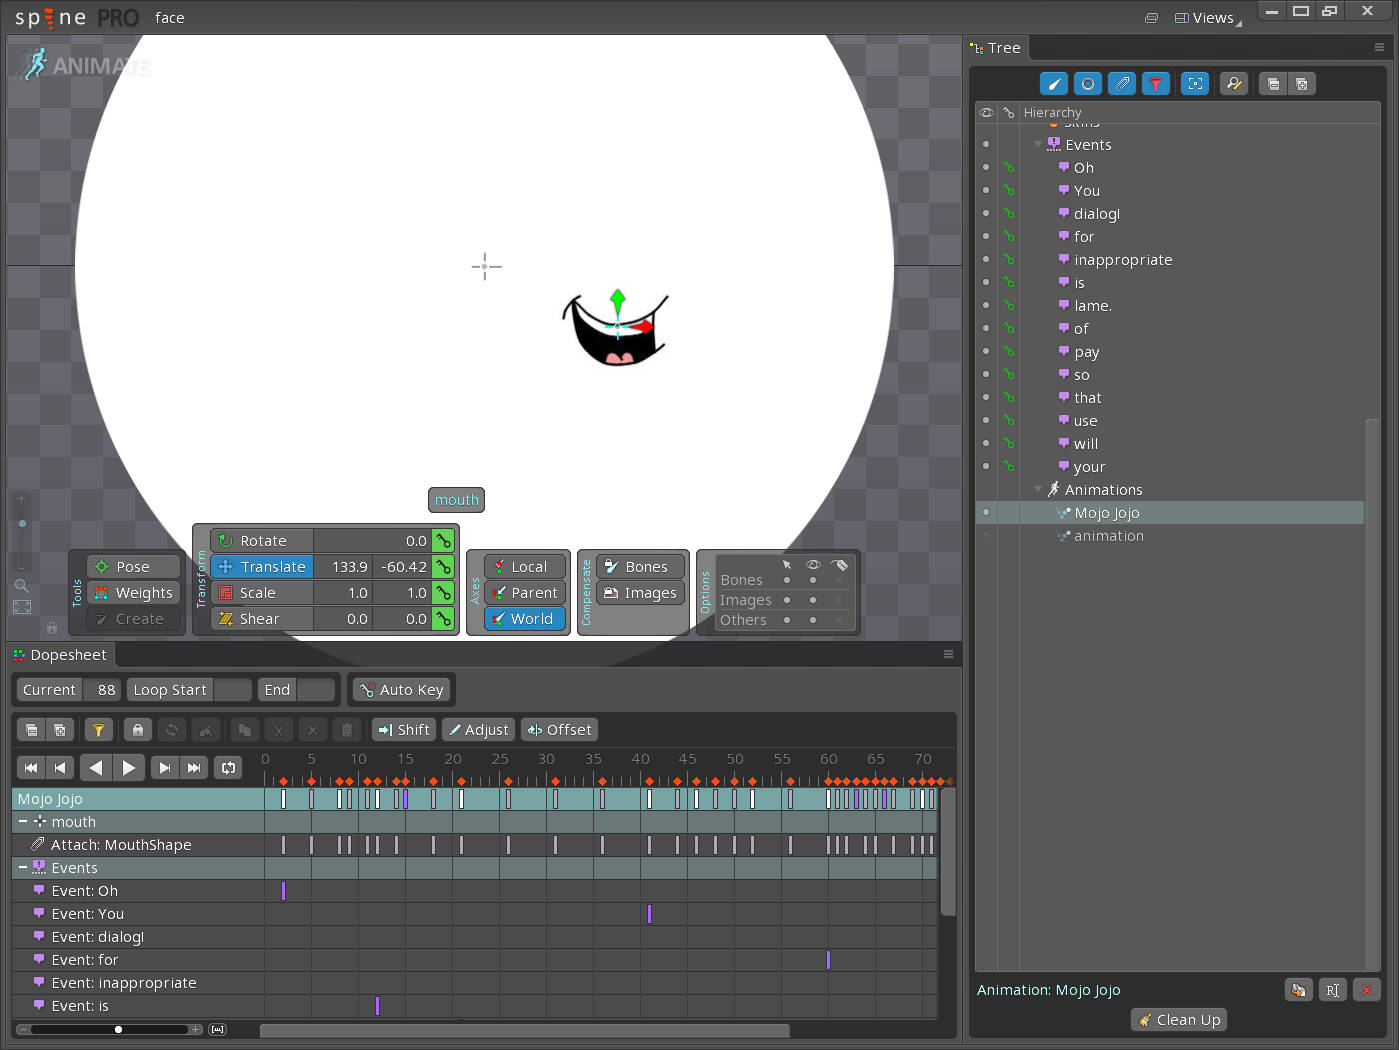 spine PRO face
Views
ANIMATE
mouth
Tools
Pose
Weights
Create
Transform
Rotate 0.0
Translate 133.9 -60.42
Scale 1.0 1.0
Shear 0.0 0.0
Axes
Local
Parent
World
Compensate
Bones
Images
Options
Bones
Images
Others
Tree
Hierarchy
Skins
Events
Oh
You
dialog!
for
inappropriate
is
lame.
of
pay
so
that
use
will
your
Animations
Mojo Jojo
animation
Animation: Mojo Jojo
Clean Up
Dopesheet
Current 88 Loop Start End Auto Key
Shift Adjust Offset
0 5 10 15 20 25 30 35 40 45 50 55 60 65 70
Mojo Jojo
mouth
Attach: MouthShape
Events
Event: Oh
Event: You
Event: dialog!
Event: for
Event: inappropriate
Event: is